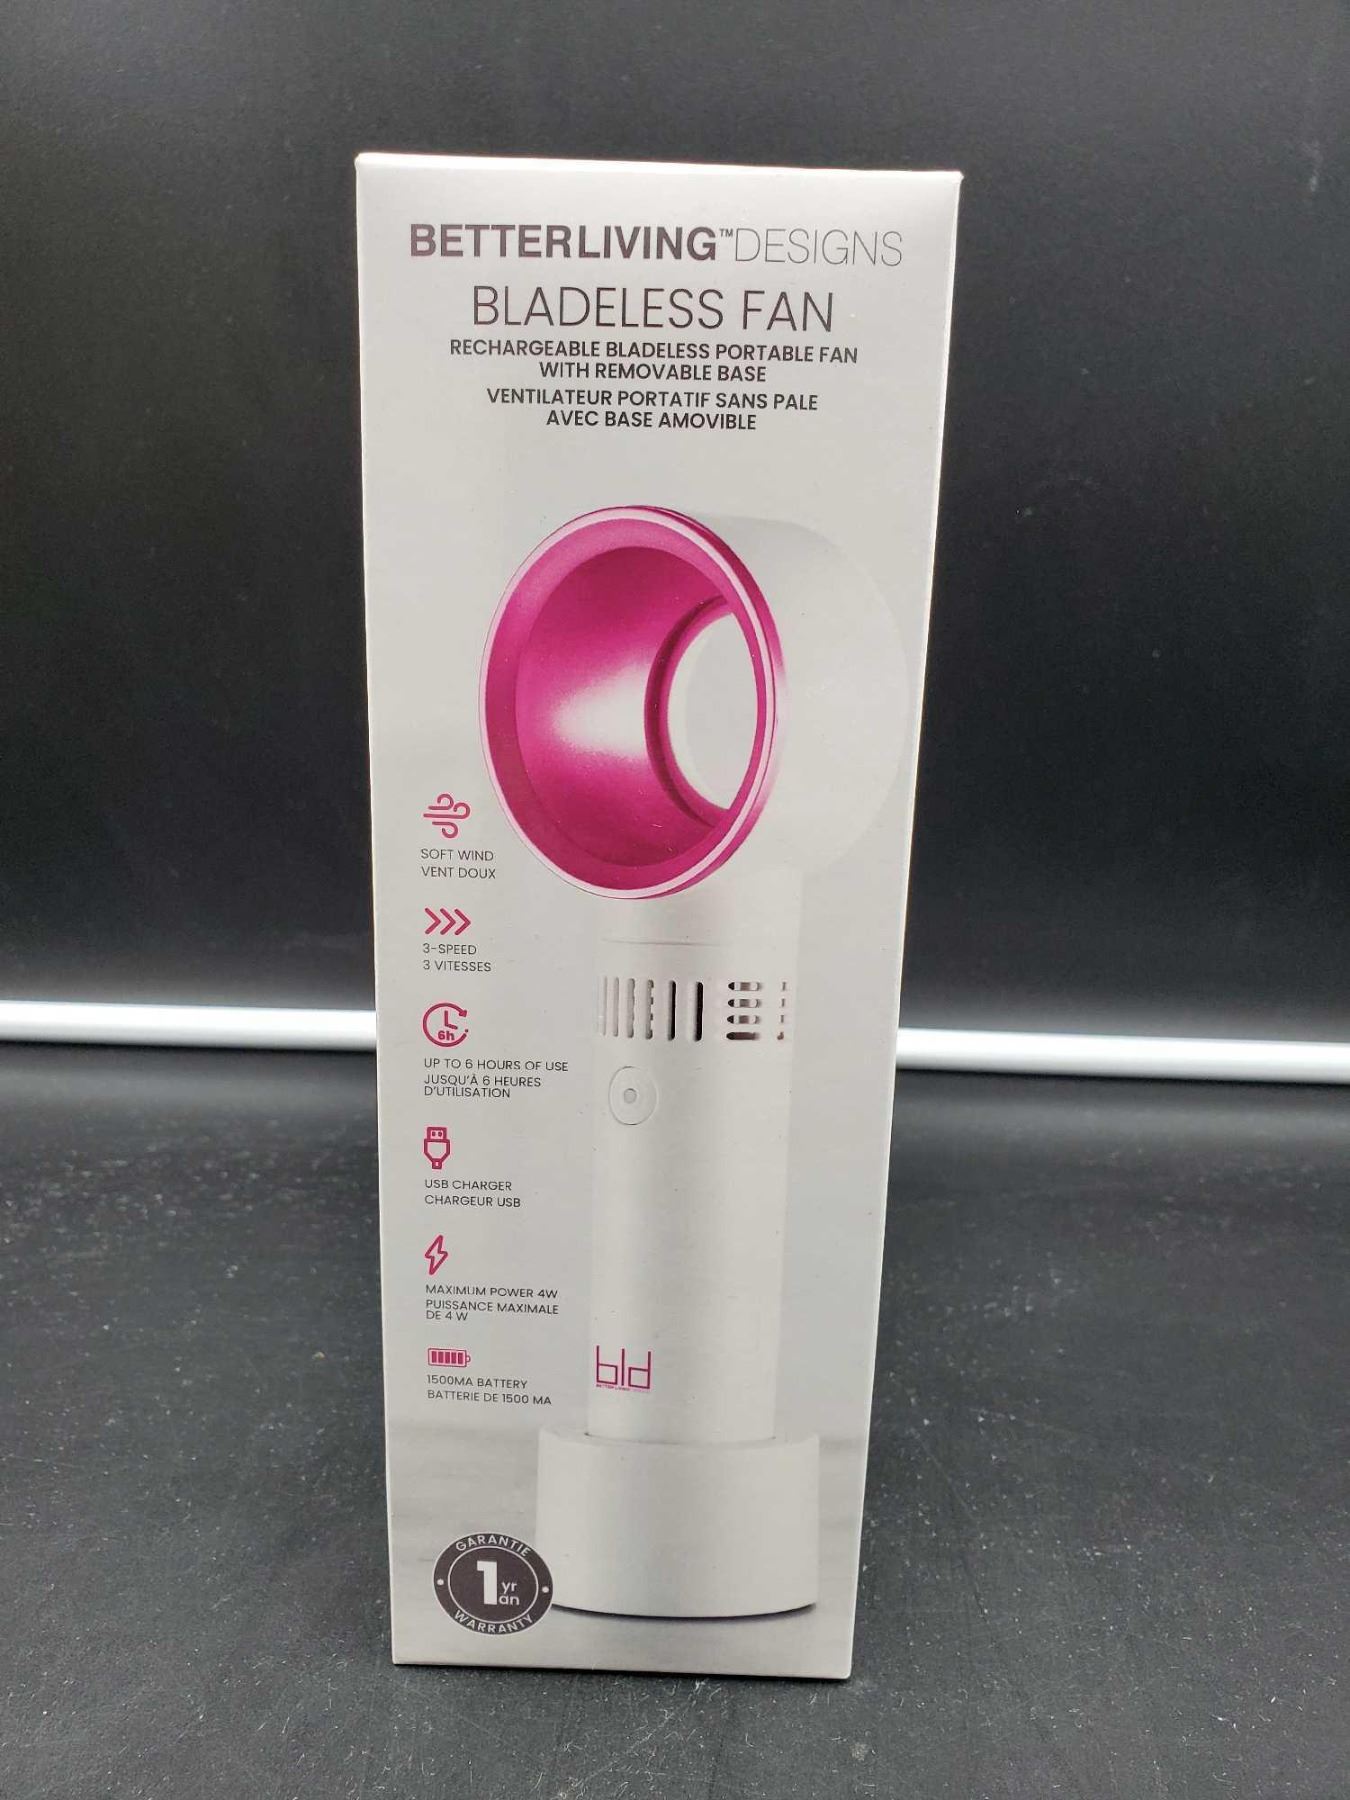 BETTERLIVING™DESIGNS
BLADELESS FAN
RECHARGEABLE BLADELESS PORTABLE FAN
WITH REMOVABLE BASE
VENTILATEUR PORTATIF SANS PALE
AVEC BASE AMOVIBLE
SOFT WIND
VENT DOUX
3-SPEED
3 VITESSES
6h
UP TO 6 HOURS OF USE
JUSQU'À 6 HEURES
D'UTILISATION
USB CHARGER
CHARGEUR USB
MAXIMUM POWER 4W
PUISSANCE MAXIMALE
DE 4 W
1500MA BATTERY
BATTERIE DE 1500 MA
bld
BETTER LIVING
GARANTIE
1 yr
an
WARRANTY